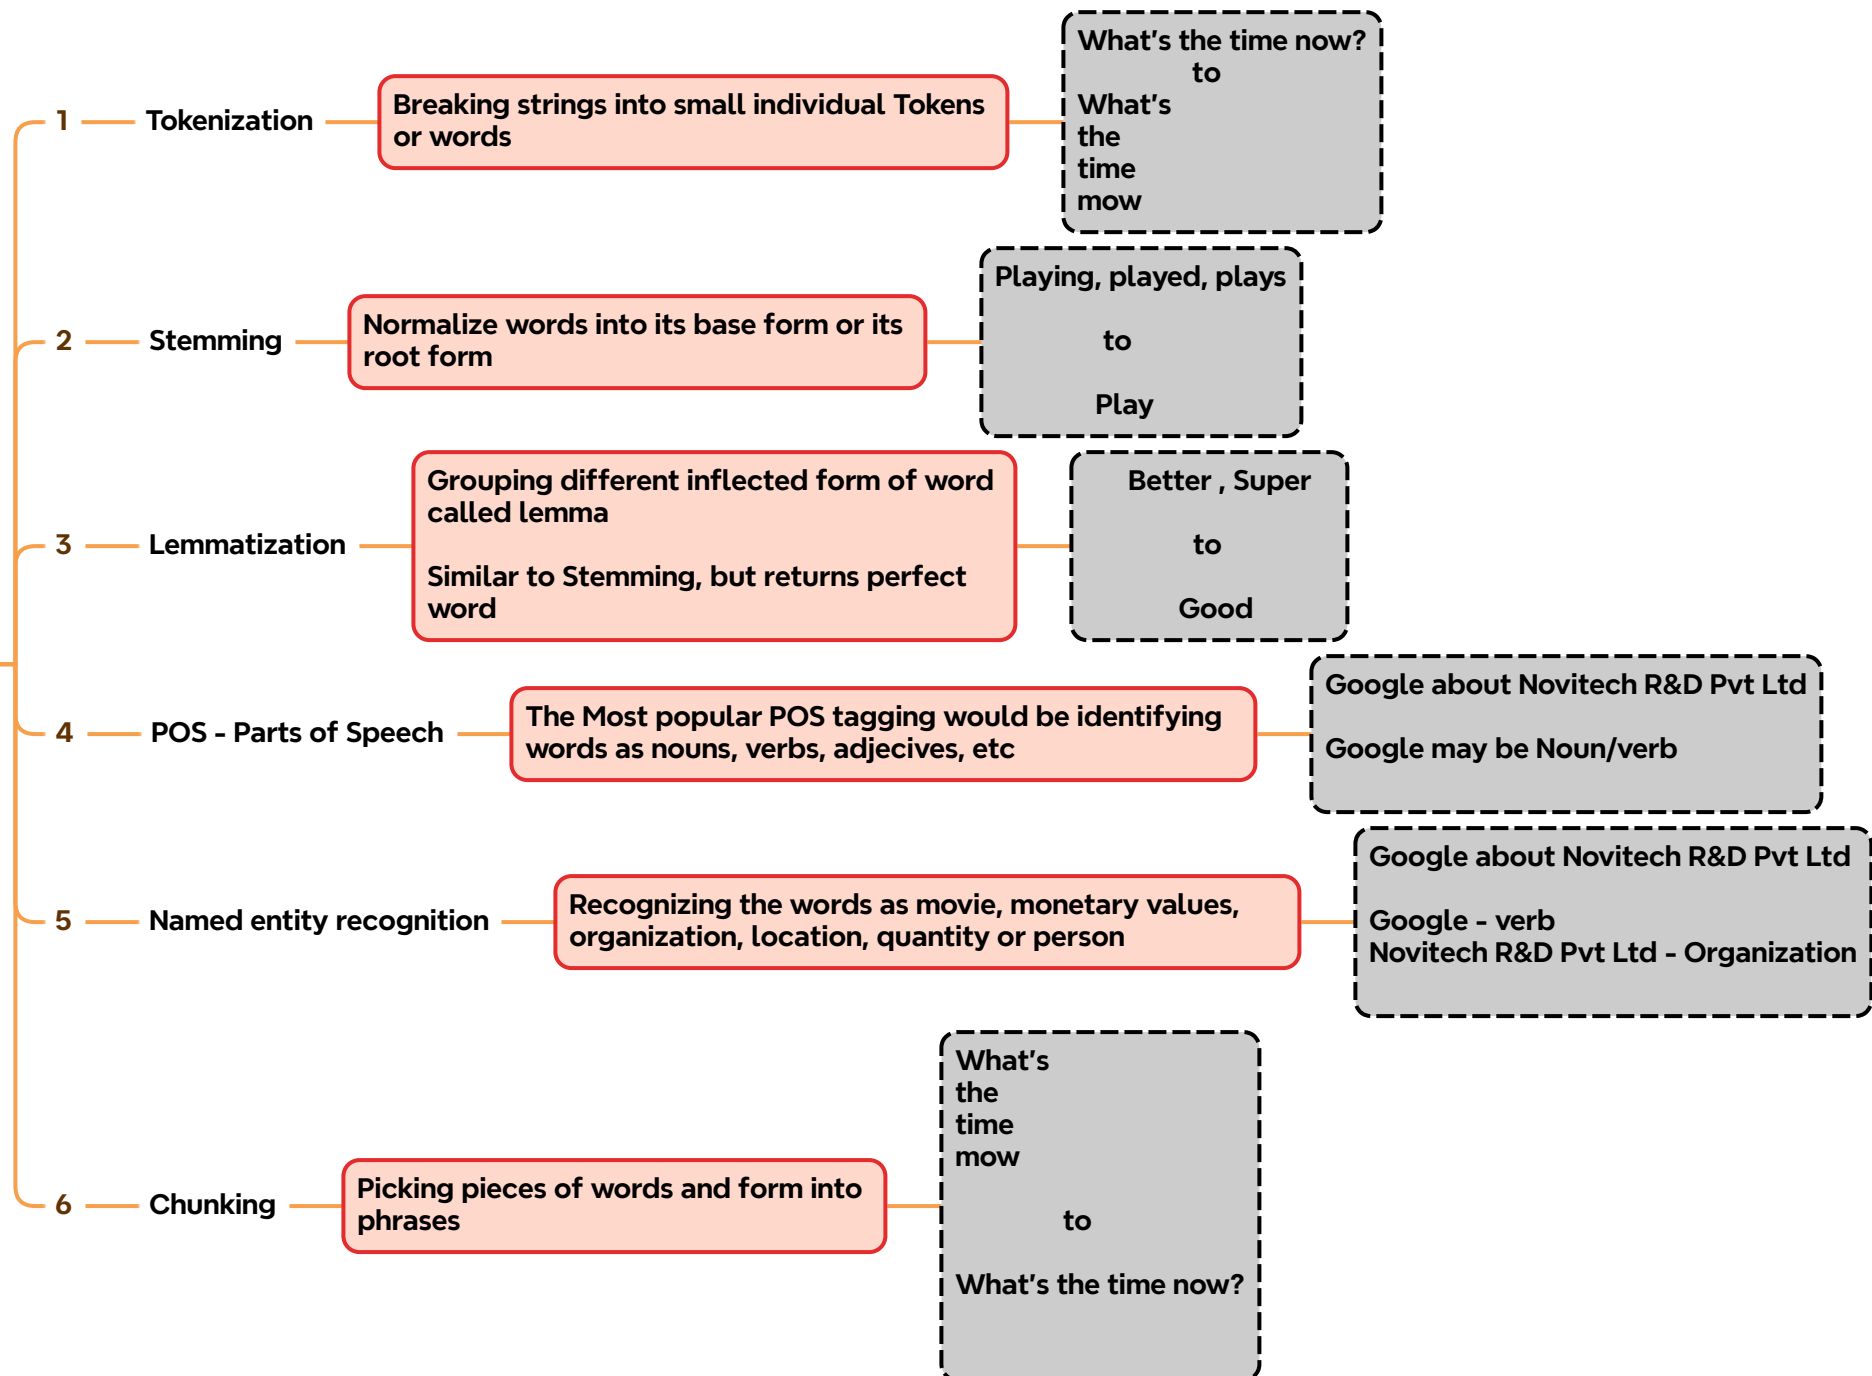 1
Tokenization
Breaking strings into small individual Tokens
or words
What's the time now?
to
What's
the
time
mow
2
Stemming
Normalize words into its base form or its
root form
Playing, played, plays
to
Play
3
Lemmatization
Grouping different inflected form of word
called lemma
Similar to Stemming, but returns perfect
word
Better , Super
to
Good
4
POS - Parts of Speech
The Most popular POS tagging would be identifying
words as nouns, verbs, adjecives, etc
Google about Novitech R&D Pvt Ltd
Google may be Noun/verb
5
Named entity recognition
Recognizing the words as movie, monetary values,
organization, location, quantity or person
Google about Novitech R&D Pvt Ltd
Google - verb
Novitech R&D Pvt Ltd - Organization
6
Chunking
Picking pieces of words and form into
phrases
What's
the
time
mow
to
What's the time now?